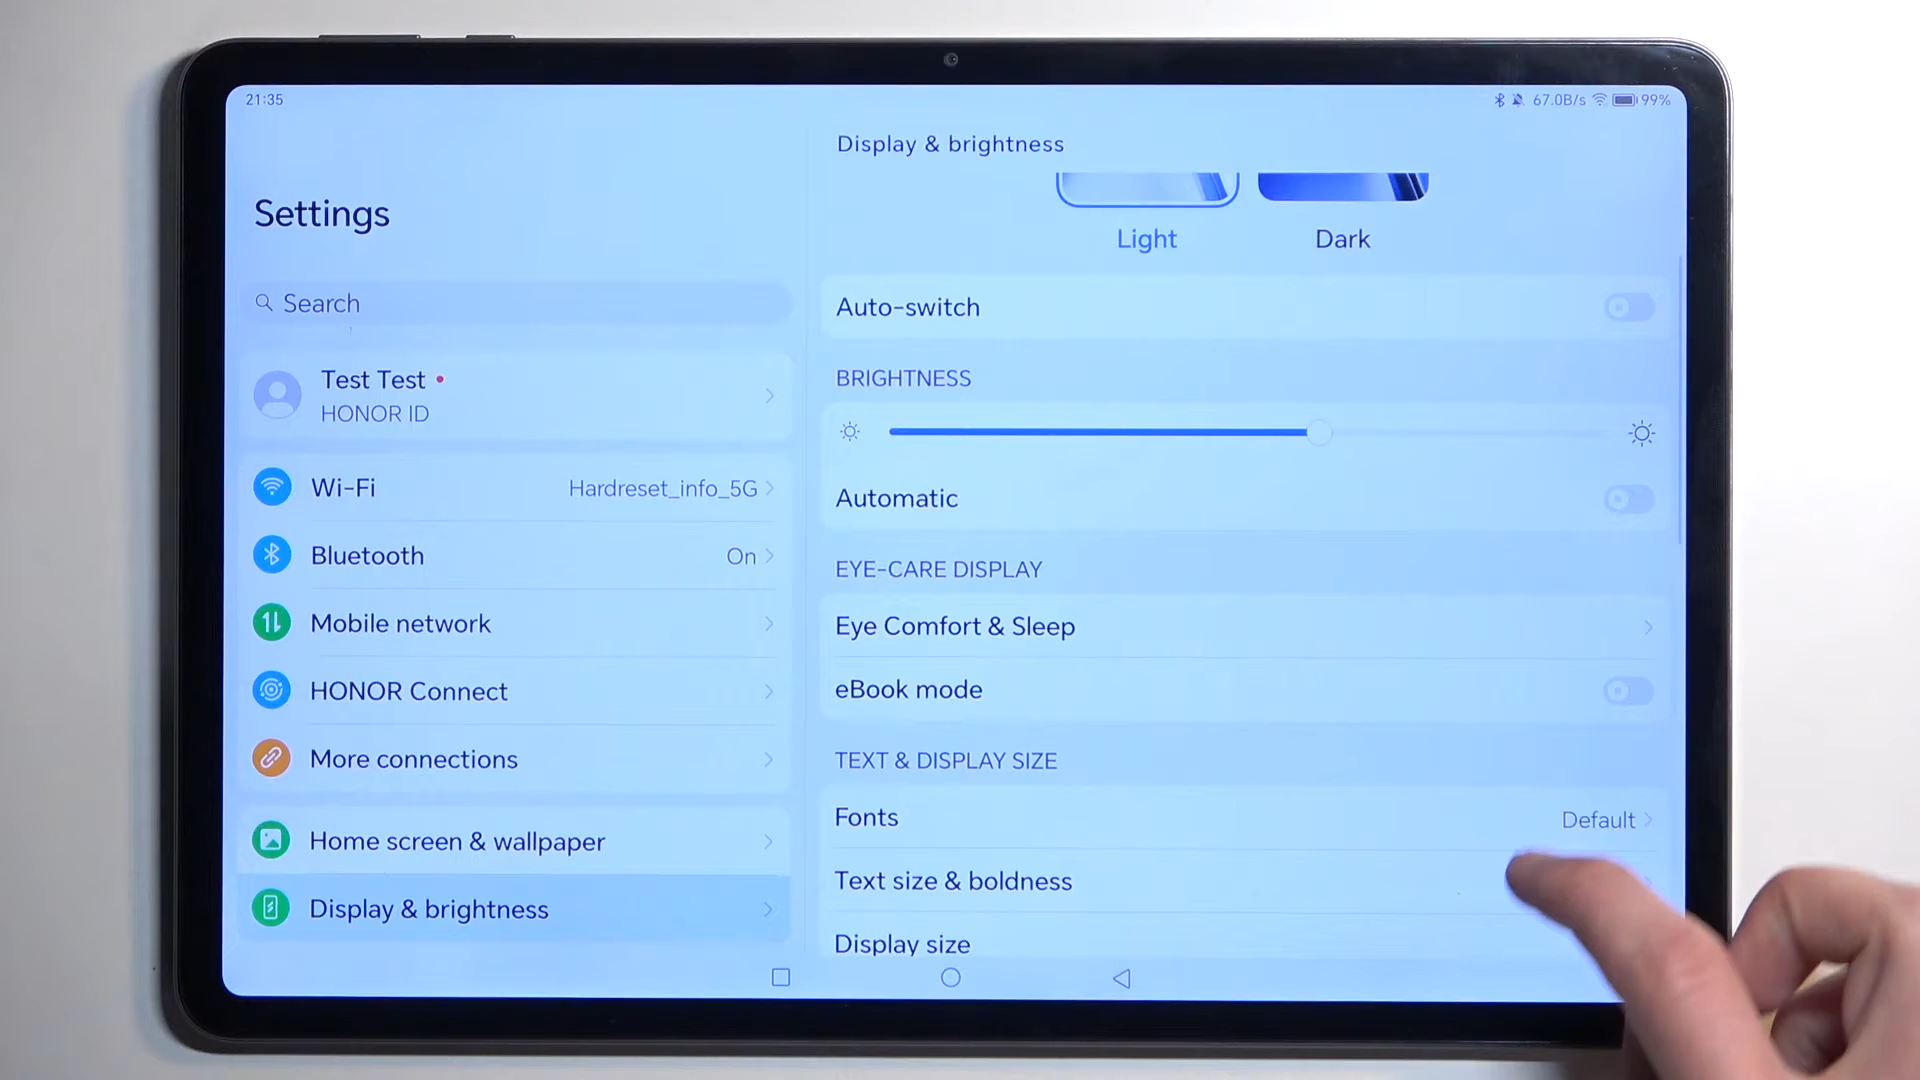 21:35
67.0B/s
99%
Settings
Search
Test Test
HONOR ID
Wi-Fi
Hardreset_info_5G
Bluetooth
On
Mobile network
HONOR Connect
More connections
Home screen & wallpaper
Display & brightness
Display & brightness
Light
Dark
Auto-switch
BRIGHTNESS
Automatic
EYE-CARE DISPLAY
Eye Comfort & Sleep
eBook mode
TEXT & DISPLAY SIZE
Fonts
Default
Text size & boldness
Display size